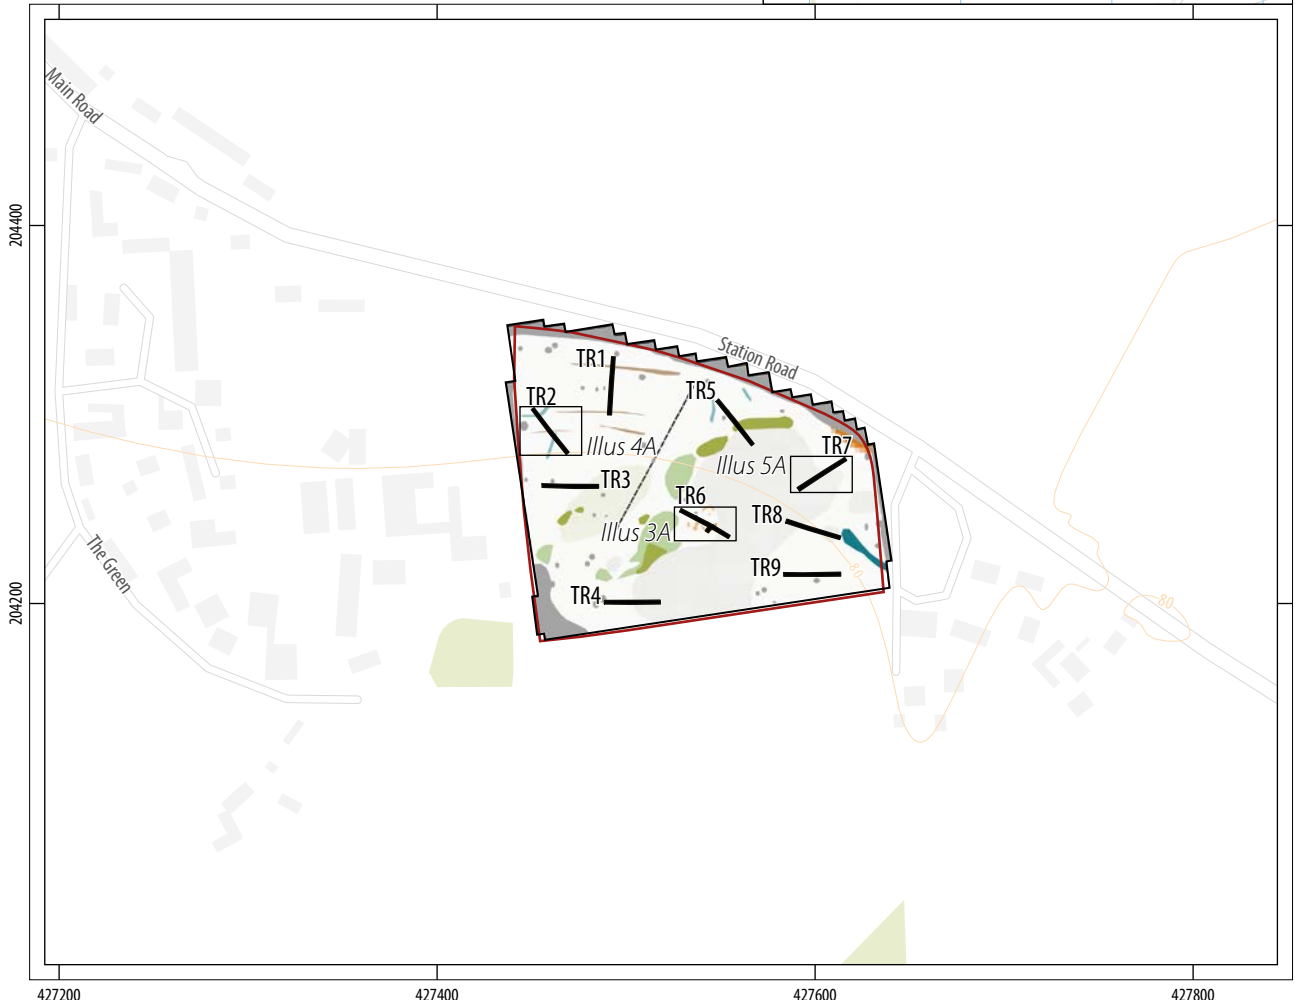 Main Road
204400
Station Road
TR1
TR5
TR2
TR7
Illus 4A
Illus 5A
TR3
TR6
TR8
Illus 3A
The Green
TR9
80
TR4
204200
80
427200
427400
427600
427800